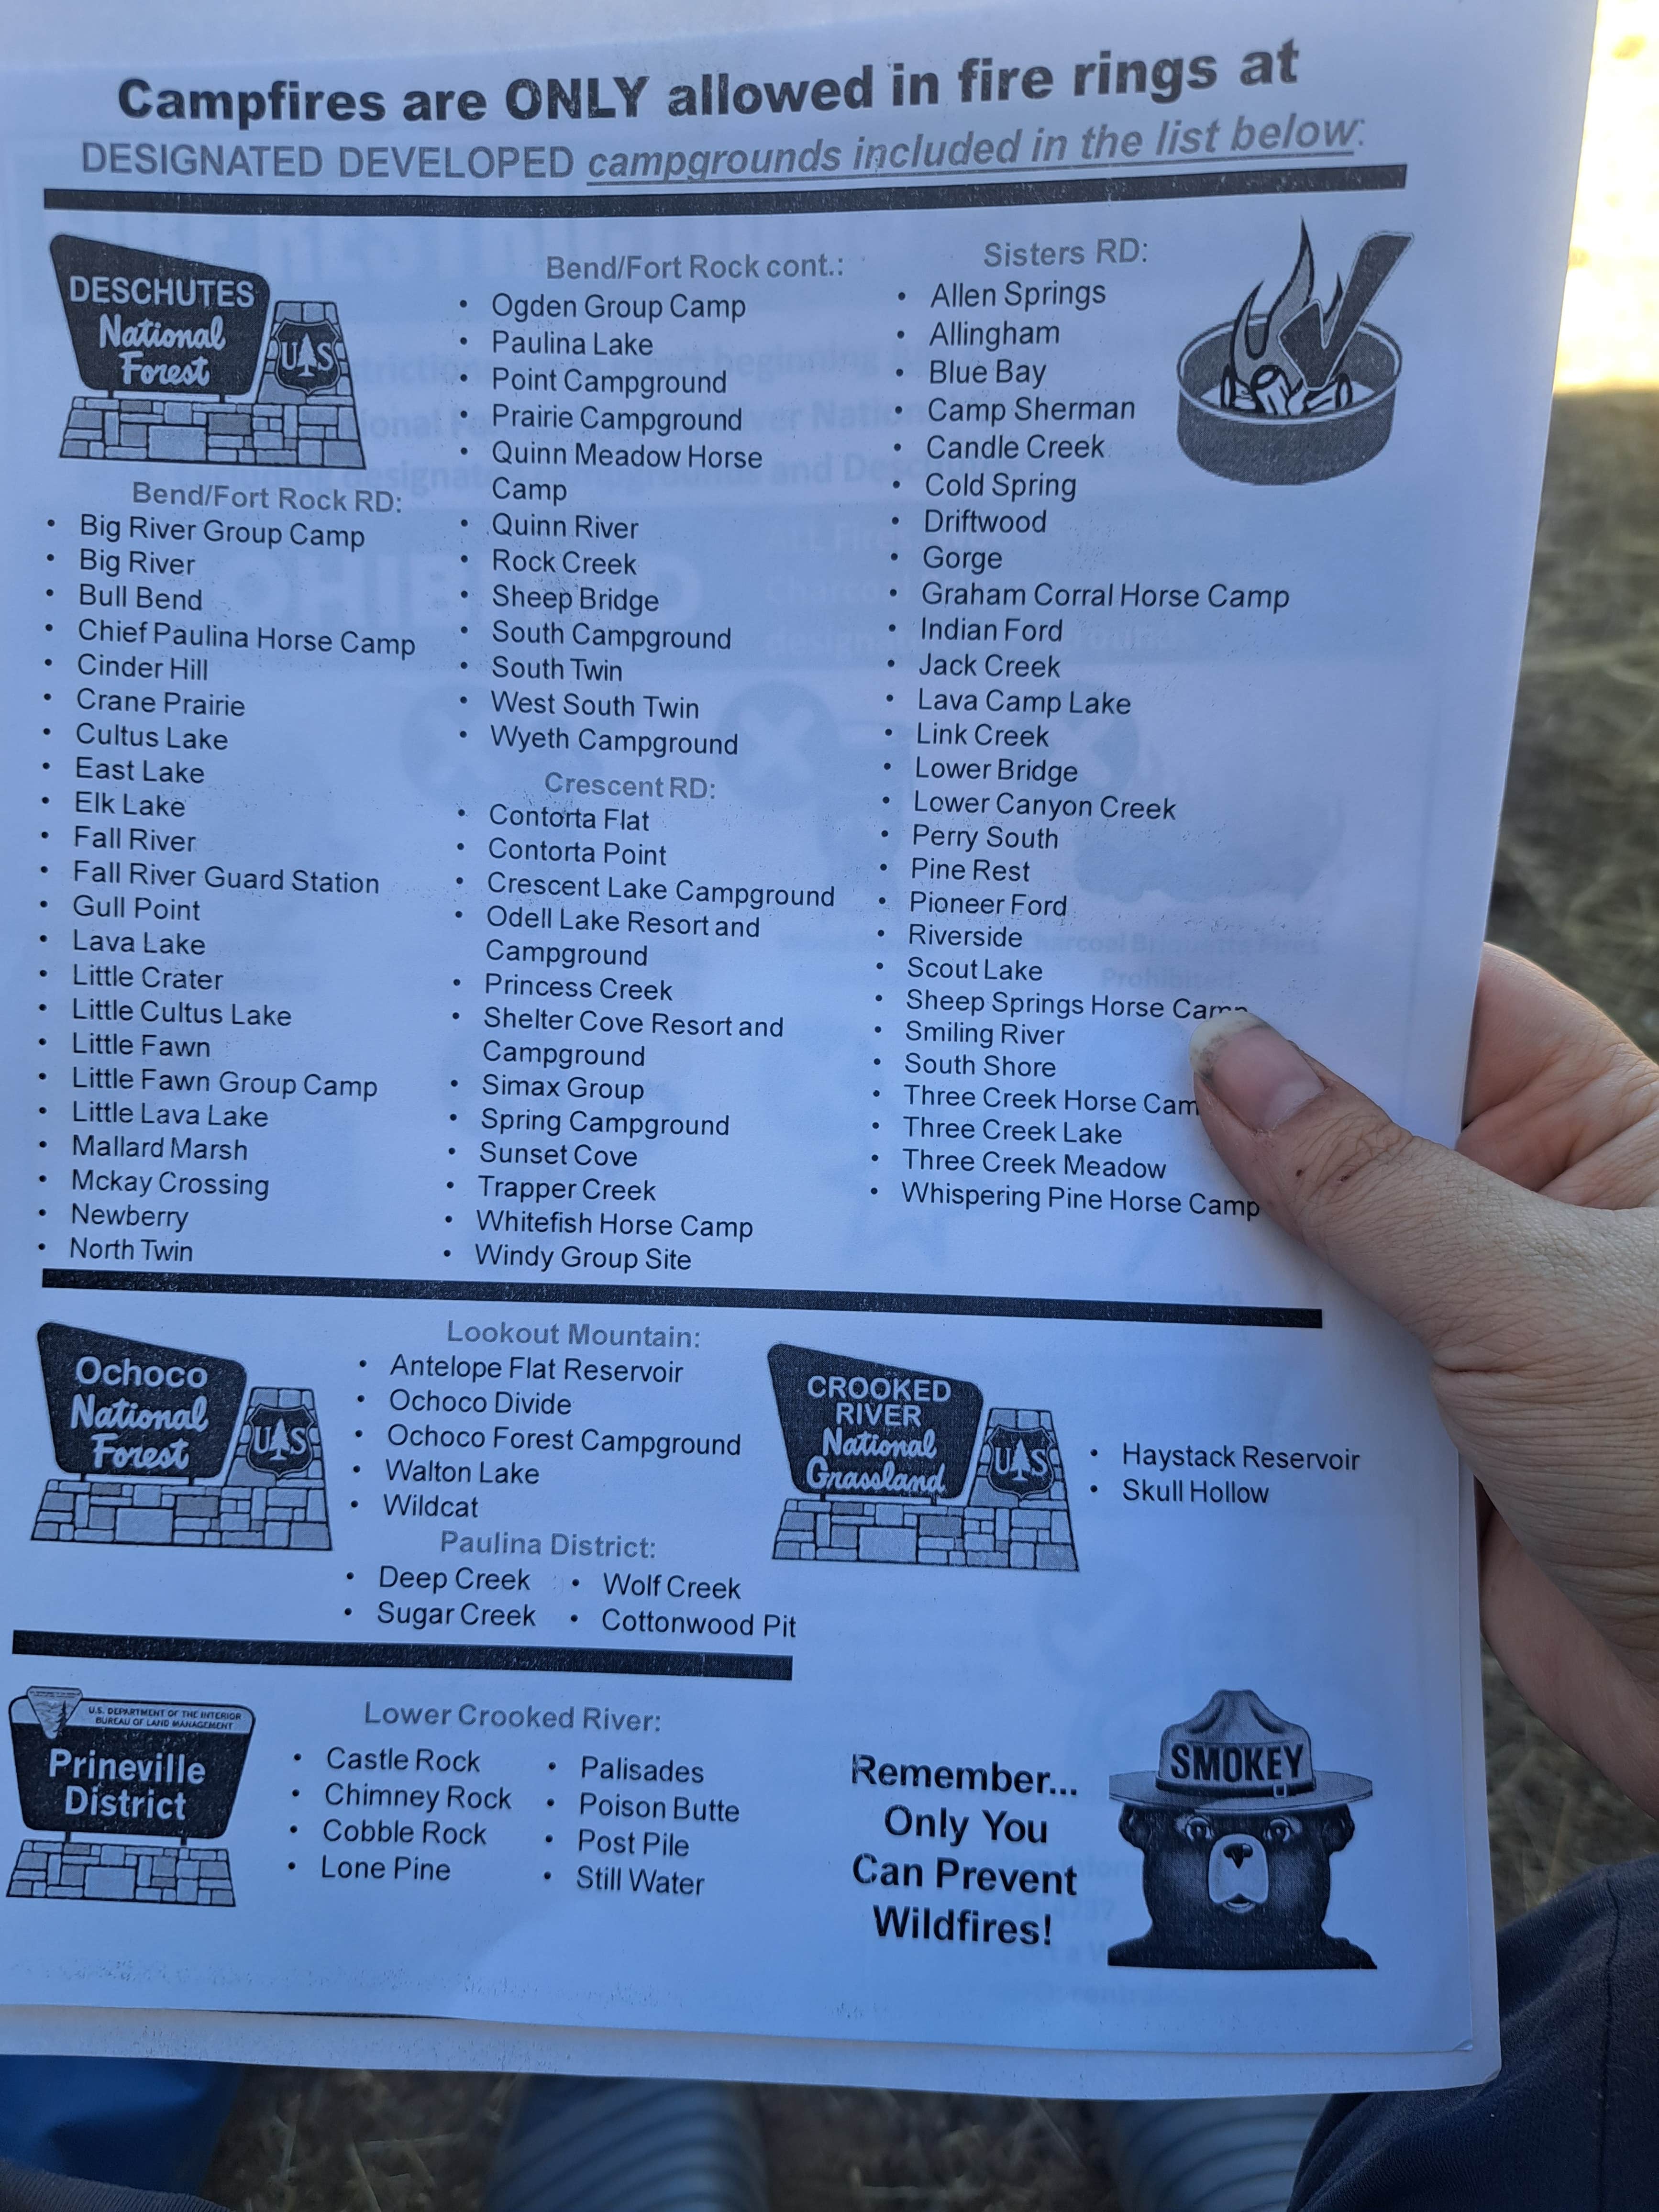 Campfires are ONLY allowed in fire rings at
DESIGNATED DEVELOPED campgrounds included in the list below:
DESCHUTES
National
Forest
UAS
Bend/Fort Rock RD:
• Big River Group Camp
• Big River
• Bull Bend
• Chief Paulina Horse Camp
• Cinder Hill
• Crane Prairie
• Cultus Lake
• East Lake
• Elk Lake
• Fall River
• Fall River Guard Station
• Gull Point
• Lava Lake
• Little Crater
• Little Cultus Lake
• Little Fawn
• Little Fawn Group Camp
• Little Lava Lake
• Mallard Marsh
• Mckay Crossing
• Newberry
• North Twin
Bend/Fort Rock cont.:
• Ogden Group Camp
• Paulina Lake
• Point Campground
• Prairie Campground
• Quinn Meadow Horse
Camp
• Quinn River
• Rock Creek
• Sheep Bridge
• South Campground
• South Twin
• West South Twin
• Wyeth Campground
Crescent RD:
• Contorta Flat
• Contorta Point
• Crescent Lake Campground
• Odell Lake Resort and
Campground
• Princess Creek
• Shelter Cove Resort and
Campground
• Simax Group
• Spring Campground
• Sunset Cove
• Trapper Creek
• Whitefish Horse Camp
• Windy Group Site
Sisters RD:
• Allen Springs
• Allingham
• Blue Bay
• Camp Sherman
• Candle Creek
• Cold Spring
• Driftwood
• Gorge
• Graham Corral Horse Camp
• Indian Ford
• Jack Creek
• Lava Camp Lake
• Link Creek
• Lower Bridge
• Lower Canyon Creek
• Perry South
• Pine Rest
• Pioneer Ford
• Riverside
• Scout Lake
• Sheep Springs Horse Camp
• Smiling River
• South Shore
• Three Creek Horse Cam
• Three Creek Lake
• Three Creek Meadow
• Whispering Pine Horse Camp
Ochoco
National
Forest
UAS
Lookout Mountain:
• Antelope Flat Reservoir
• Ochoco Divide
• Ochoco Forest Campground
• Walton Lake
• Wildcat
Paulina District:
• Deep Creek
• Sugar Creek
• Wolf Creek
• Cottonwood Pit
CROOKED
RIVER
National
Grassland
UAS
• Haystack Reservoir
• Skull Hollow
U.S. DEPARTMENT OF THE INTERIOR
BUREAU OF LAND MANAGEMENT
Prineville
District
Lower Crooked River:
• Castle Rock
• Chimney Rock
• Cobble Rock
• Lone Pine
• Palisades
• Poison Butte
• Post Pile
• Still Water
Remember...
Only You
Can Prevent
Wildfires!
SMOKEY